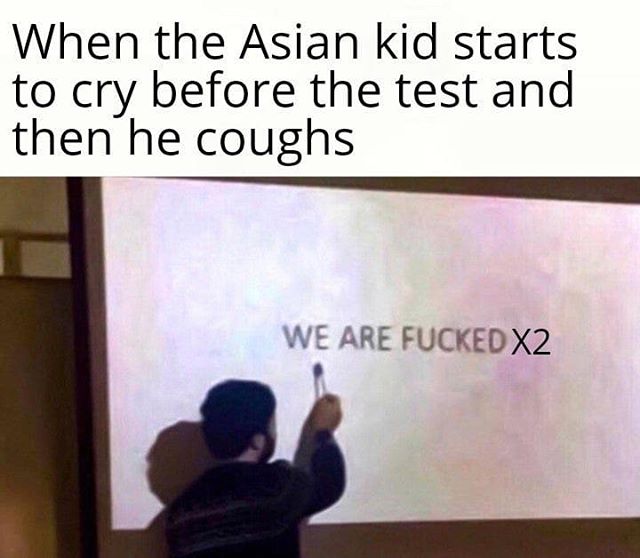 When the Asian kid starts
to cry before the test and
then he coughs
WE ARE FUCKED X2